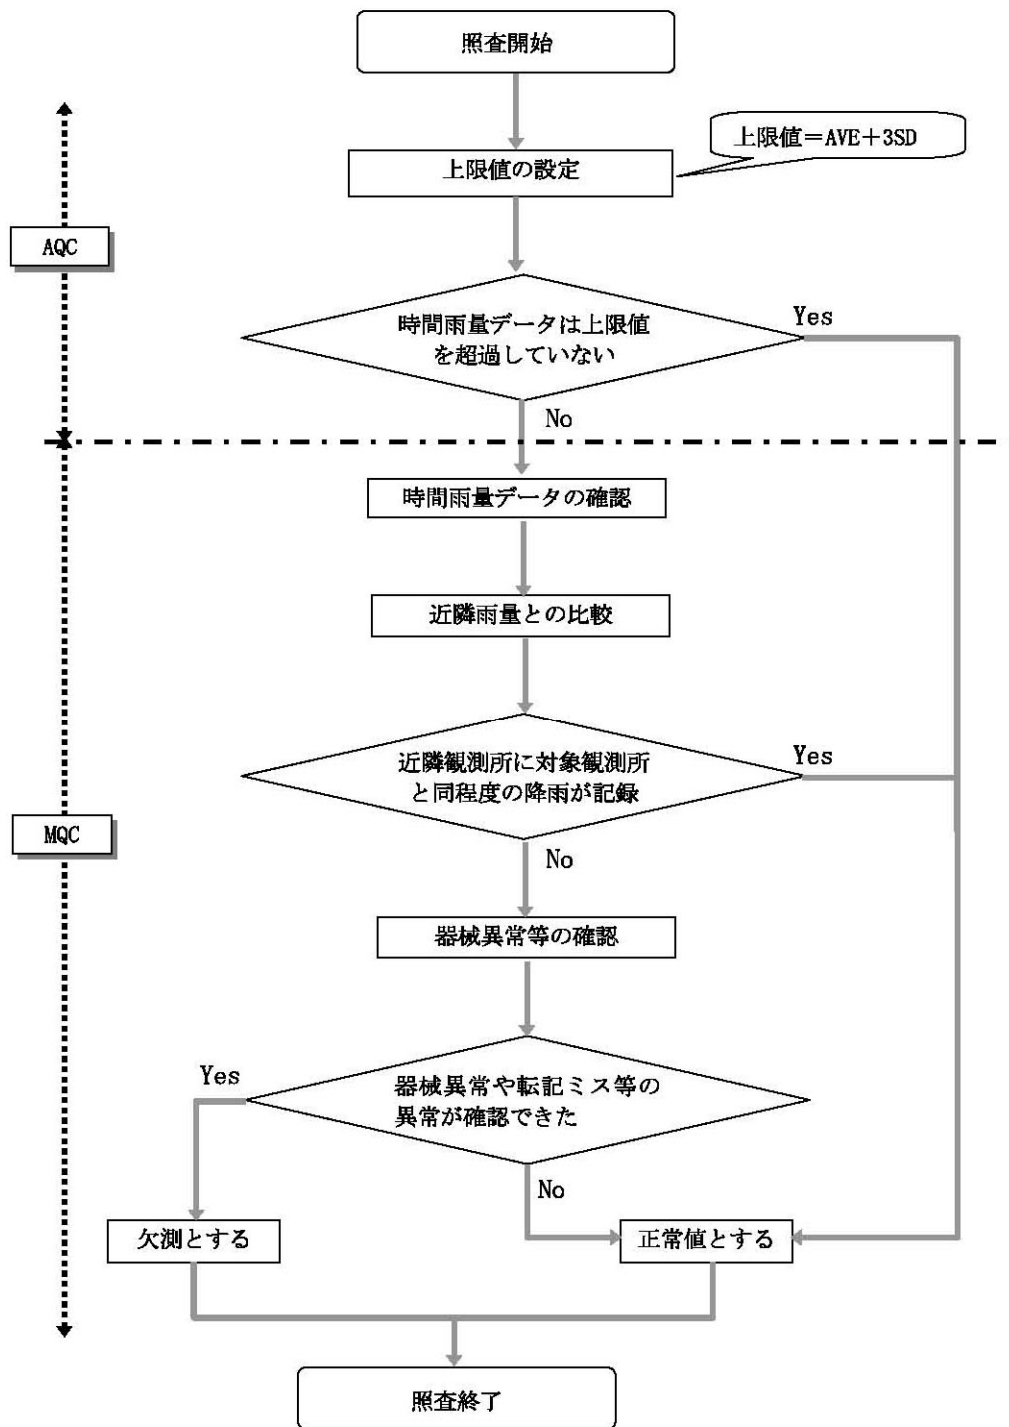 照査開始
上限値=AVE+3SD
上限値の設定
AQC
時間雨量データは上限値
を超過していない
Yes
No
時間雨量データの確認
近隣雨量との比較
近隣観測所に対象観測所
と同程度の降雨が記録
Yes
MQC
No
器械異常等の確認
Yes
器械異常や転記ミス等の
異常が確認できた
No
欠測とする
正常値とする
照査終了